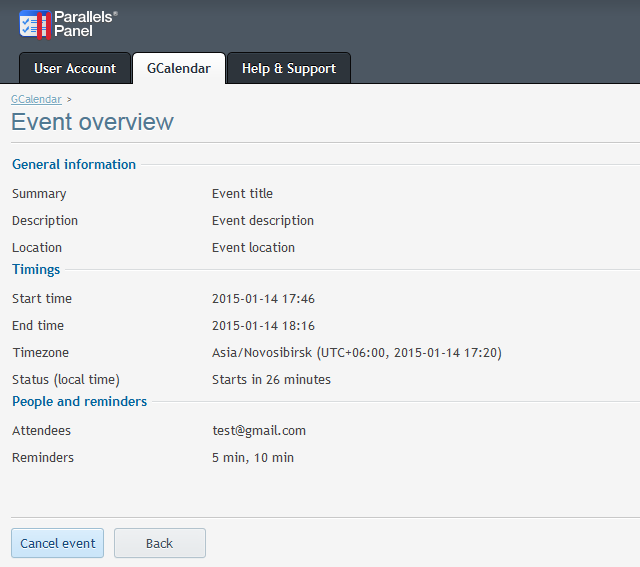 Parallels®
Panel
User Account GCalendar Help & Support
GCalendar >
Event overview
General information
Summary Event title
Description Event description
Location Event location
Timings
Start time 2015-01-14 17:46
End time 2015-01-14 18:16
Timezone Asia/Novosibirsk (UTC+06:00, 2015-01-14 17:20)
Status (local time) Starts in 26 minutes
People and reminders
Attendees test@gmail.com
Reminders 5 min, 10 min
Cancel event Back